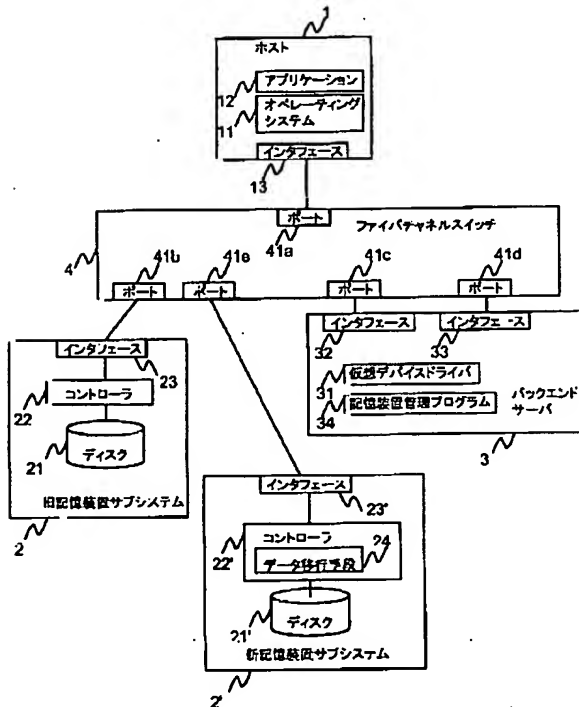 1
ホスト
アプリケーション
12
オペレーティング
システム
11
インタフェース
13
ポート
ファイバチャネルスイッチ
41a
4
41b
41e
41c
41d
ポート
ポート
ポート
ポート
インタフェース
23
コントローラ
22
ディスク
21
旧記憶装置サブシステム
2
インタフェース
インタフェース
32
33
仮想デバイスドライバ
31
記憶装置管理プログラム
34
バックエンド
サーバ
3
インタフェース
23'
コントローラ
24
22'
データ移行手段
ディスク
21'
新記憶装置サブシステム
2'